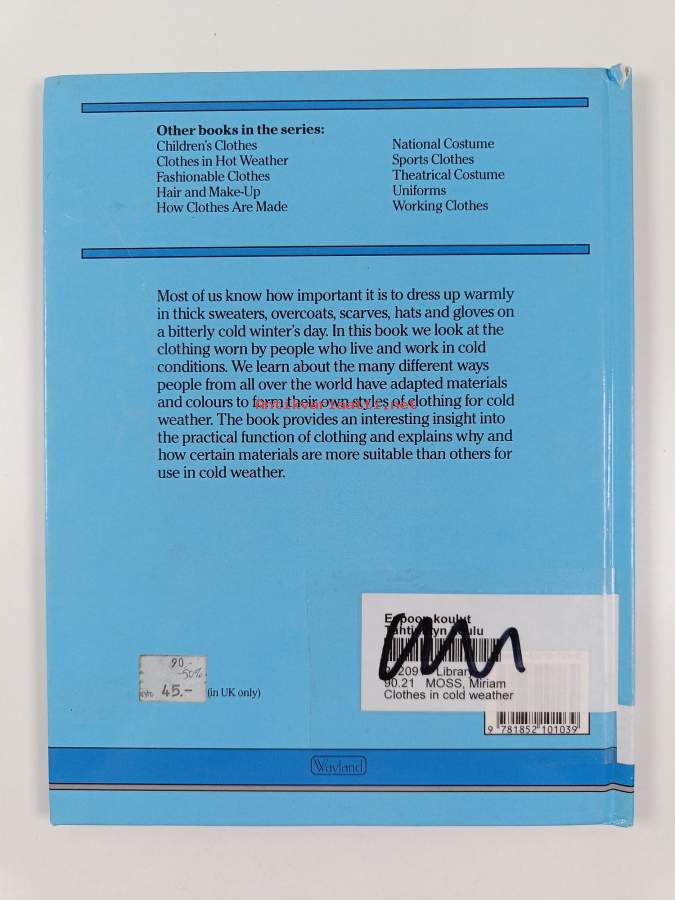 Other books in the series:
Children's Clothes
Clothes in Hot Weather
Fashionable Clothes
Hair and Make-Up
How Clothes Are Made
National Costume
Sports Clothes
Theatrical Costume
Uniforms
Working Clothes
Most of us know how important it is to dress up warmly
in thick sweaters, overcoats, scarves, hats and gloves on
a bitterly cold winter's day. In this book we look at the
clothing worn by people who live and work in cold
conditions. We learn about the many different ways
people from all over the world have adapted materials
and colours to form their own styles of clothing for cold
Antikvariaatti.net
weather. The book provides an interesting insight into
the practical function of clothing and explains why and
how certain materials are more suitable than others for
use in cold weather.
Espoon koulut
Library
90.21 MOSS, Miriam
Clothes in cold weather
90.-
-50%
45.- (in UK only)
9 781852 101039
Wayland